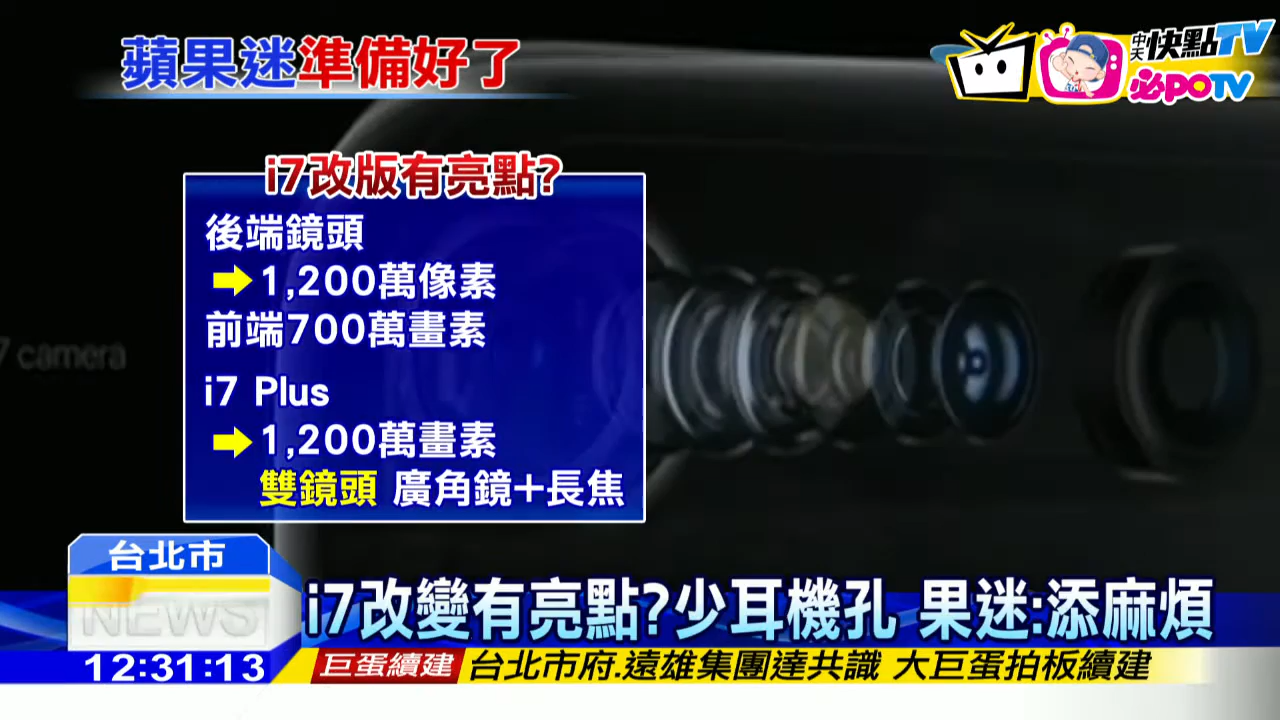 蘋果迷準備好了
中天快點TV
必POTV
i7改版有亮點?
後端鏡頭
➡1,200萬像素
前端700萬畫素
7 camera
i7 Plus
➡1,200萬畫素
雙鏡頭 廣角鏡+長焦
台北市
NEWS
i7改變有亮點?少耳機孔 果迷:添麻煩
12:31:13
巨蛋續建 台北市府.遠雄集團達共識 大巨蛋拍板續建